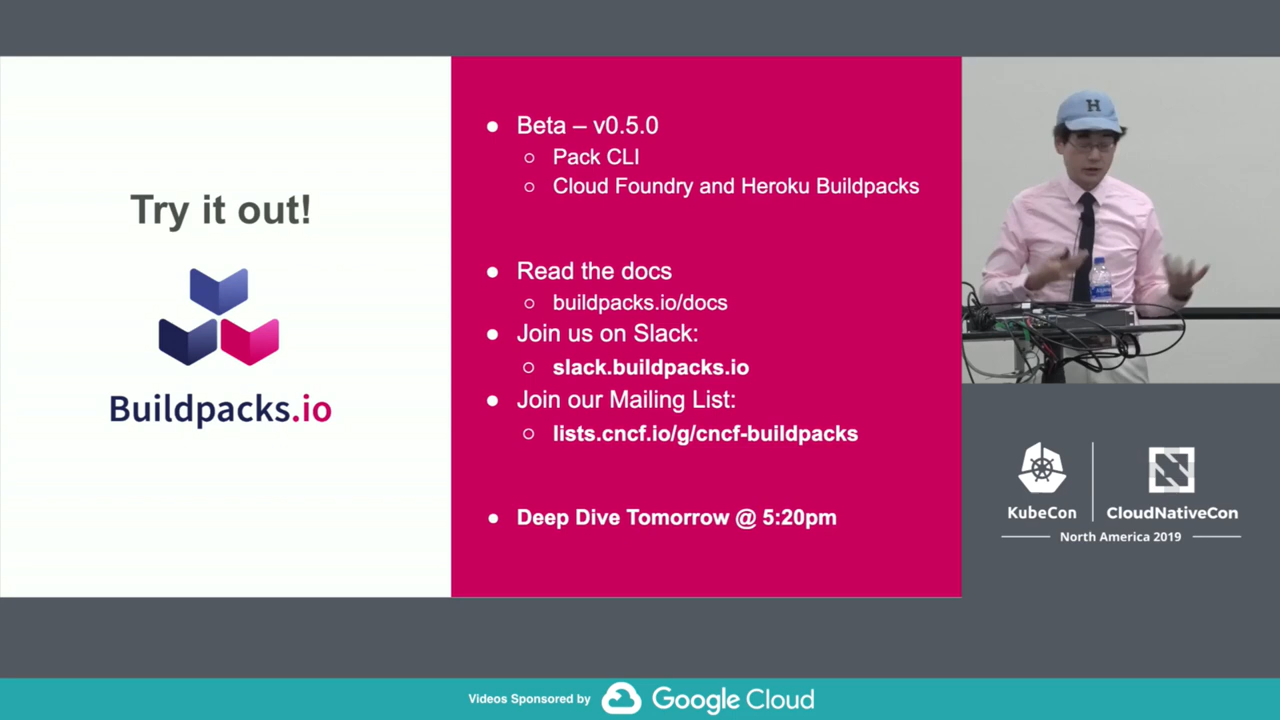 Try it out!
Buildpacks.io
● Beta – v0.5.0
○ Pack CLI
○ Cloud Foundry and Heroku Buildpacks
● Read the docs
○ buildpacks.io/docs
● Join us on Slack:
○ slack.buildpacks.io
● Join our Mailing List:
○ lists.cncf.io/g/cncf-buildpacks
● Deep Dive Tomorrow @ 5:20pm
H
KubeCon
CloudNativeCon
North America 2019
Videos Sponsored by Google Cloud